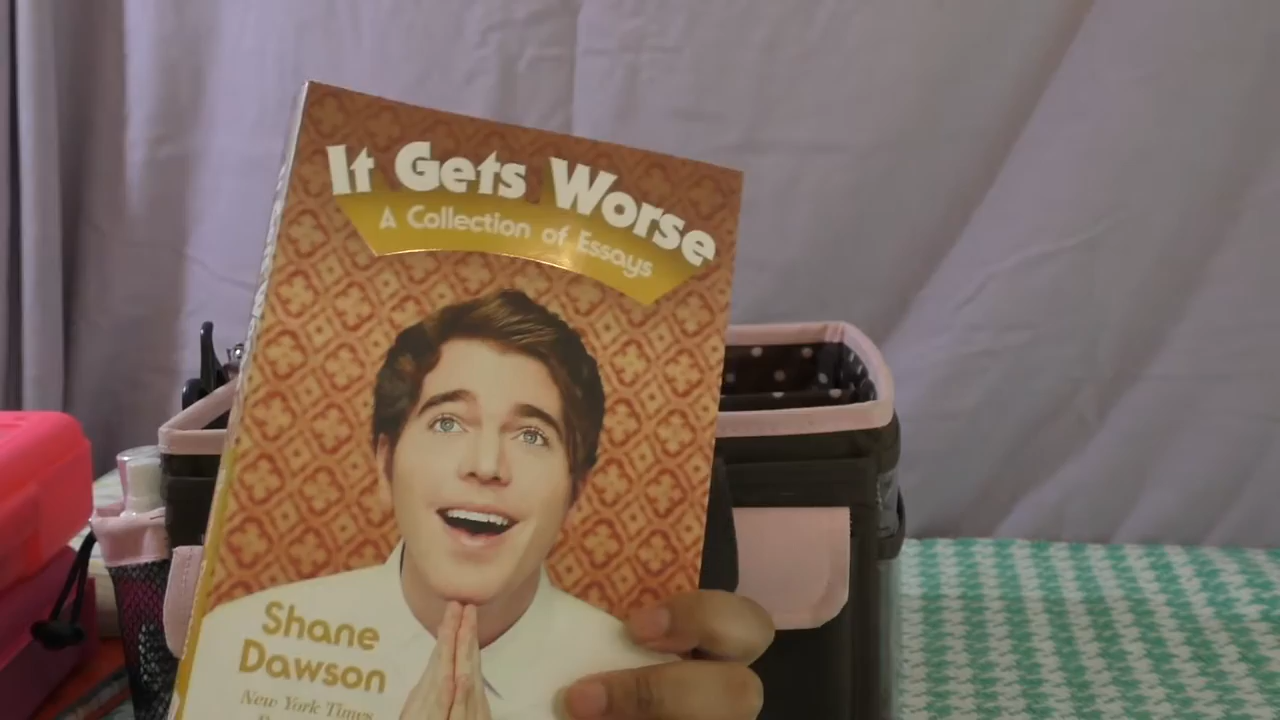 It Gets Worse
A Collection of Essays
Shane
Dawson
New York Times